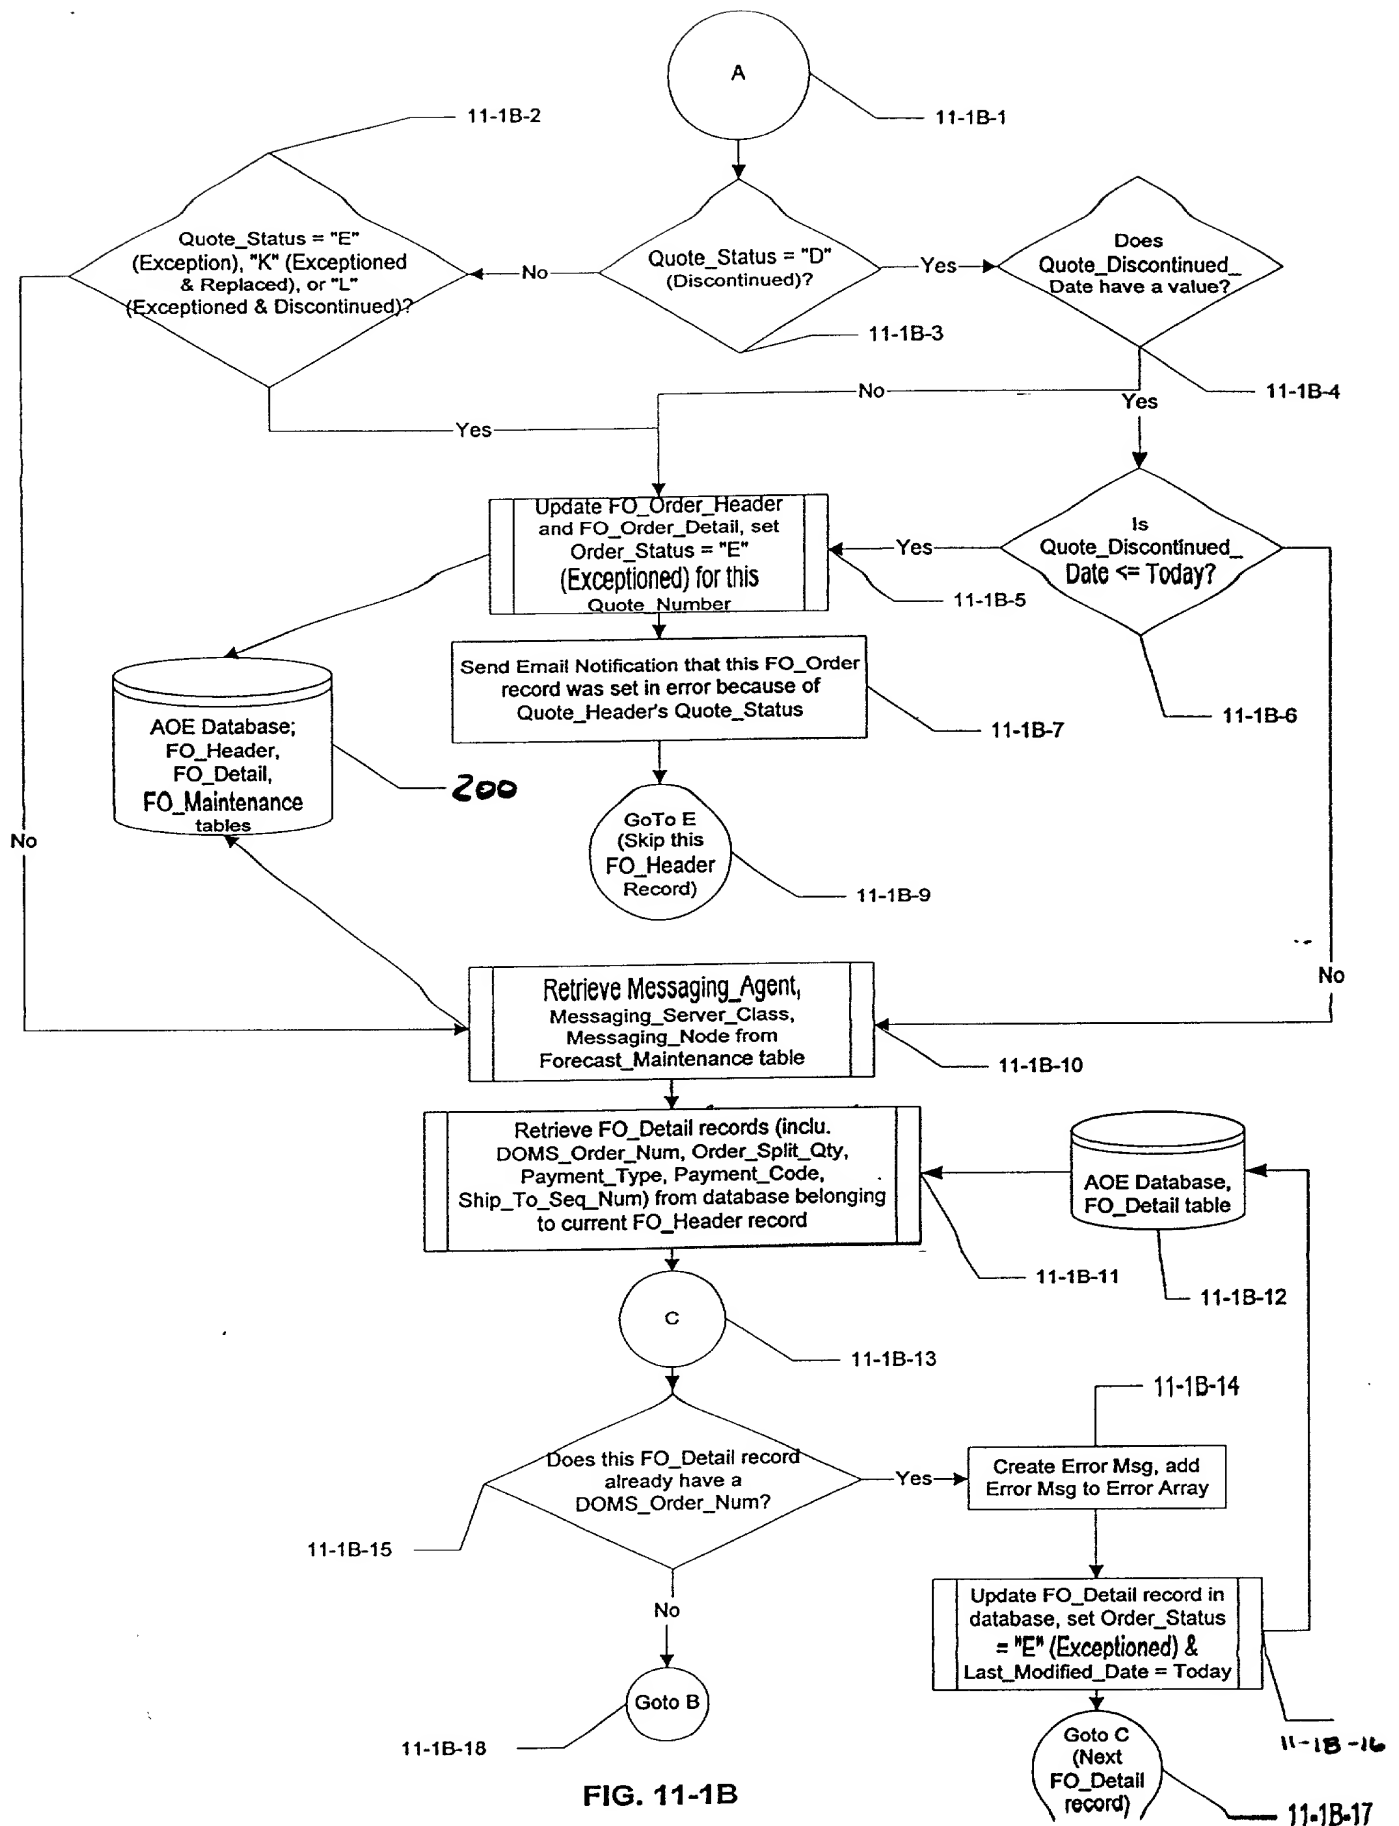 A
11-1B-1
11-1B-2
Quote_Status = "E"
(Exception), "K" (Exceptioned
& Replaced), or "L"
(Exceptioned & Discontinued)?
No
Quote_Status = "D"
(Discontinued)?
Yes
Does
Quote_Discontinued_
Date have a value?
11-1B-3
11-1B-4
No
Yes
Yes
Update FO_Order_Header
and FO_Order_Detail, set
Order_Status = "E"
(Exceptioned) for this
Quote_Number
Yes
Is
Quote_Discontinued_
Date <= Today?
11-1B-5
11-1B-6
Send Email Notification that this FO_Order
record was set in error because of
Quote_Header's Quote_Status
11-1B-7
AOE Database;
FO_Header,
FO_Detail,
FO_Maintenance
tables
200
No
GoTo E
(Skip this
FO_Header
Record)
11-1B-9
No
Retrieve Messaging_Agent,
Messaging_Server_Class,
Messaging_Node from
Forecast_Maintenance table
11-1B-10
Retrieve FO_Detail records (inclu.
DOMS_Order_Num, Order_Split_Qty,
Payment_Type, Payment_Code,
Ship_To_Seq_Num) from database belonging
to current FO_Header record
11-1B-11
AOE Database,
FO_Detail table
11-1B-12
C
11-1B-13
11-1B-14
Does this FO_Detail record
already have a
DOMS_Order_Num?
Yes
Create Error Msg, add
Error Msg to Error Array
11-1B-15
No
Update FO_Detail record in
database, set Order_Status
= "E" (Exceptioned) &
Last_Modified_Date = Today
11-1B-16
Goto B
11-1B-18
Goto C
(Next
FO_Detail
record)
11-1B-17
FIG. 11-1B